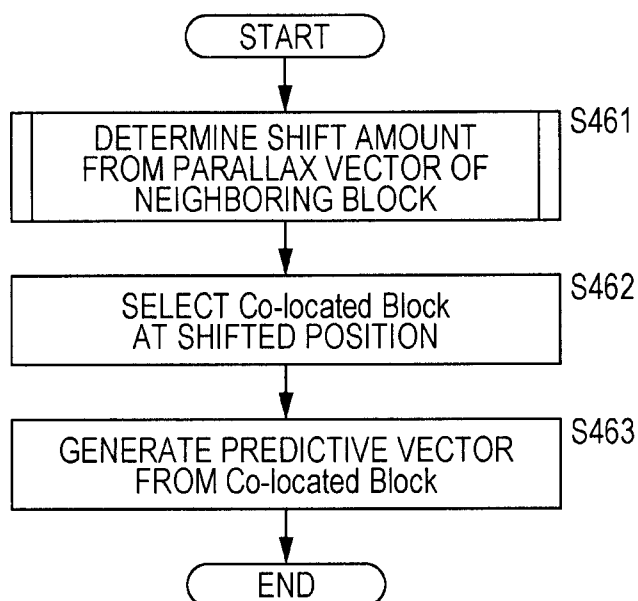 START
S461
DETERMINE SHIFT AMOUNT
FROM PARALLAX VECTOR OF
NEIGHBORING BLOCK
S462
SELECT Co-located Block
AT SHIFTED POSITION
S463
GENERATE PREDICTIVE VECTOR
FROM Co-located Block
END